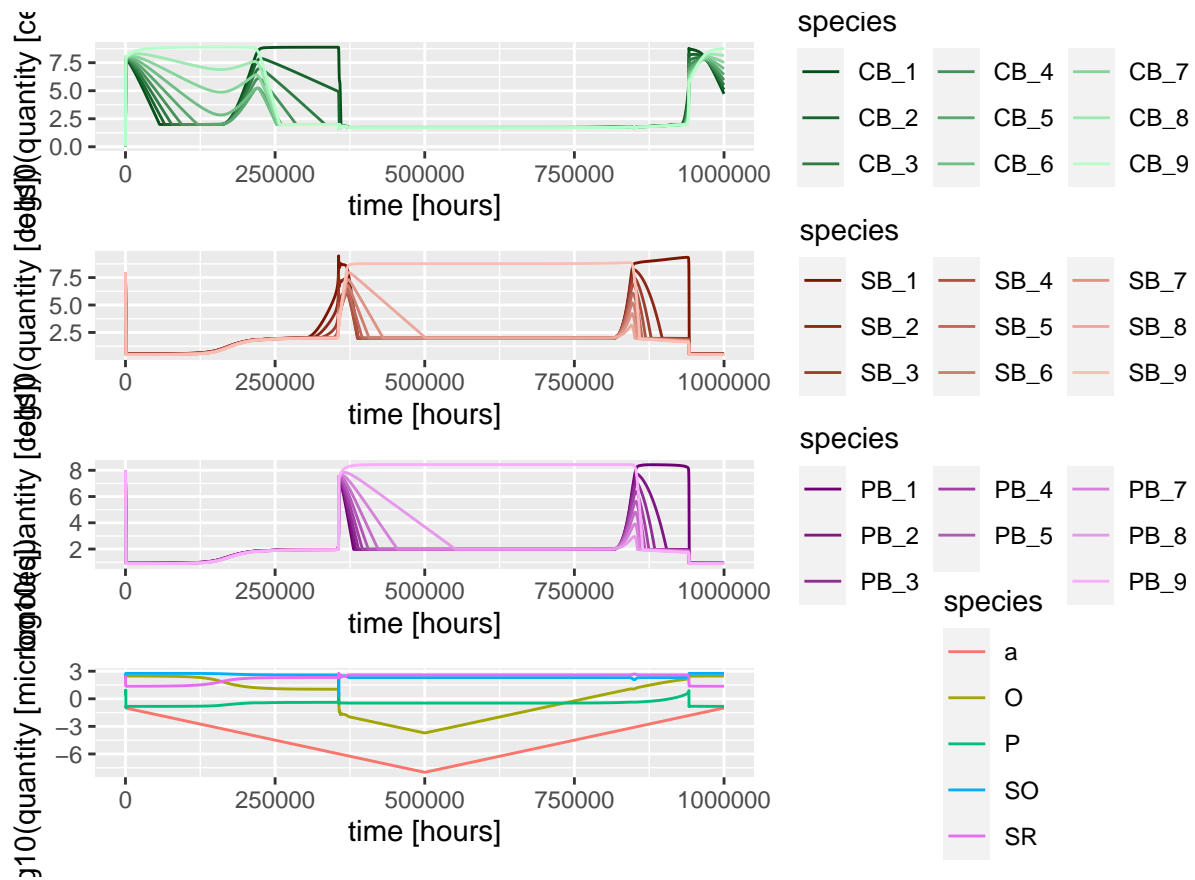 species
7.5
5.0
2.5
0.0
0
250000
500000
750000
1000000
time [hours]
CB_1 CB_4 CB_7
CB_2 CB_5 CB_8
CB_3 CB_6 CB_9
species
7.5
5.0
2.5
0
250000
500000
750000
1000000
time [hours]
SB_1 SB_4 SB_7
SB_2 SB_5 SB_8
SB_3 SB_6 SB_9
species
8
6
4
2
0
250000
500000
750000
1000000
time [hours]
PB_1 PB_4 PB_7
PB_2 PB_5 PB_8
PB_3 PB_9
species
3
0
−3
−6
0
250000
500000
750000
1000000
time [hours]
a
O
P
SO
SR